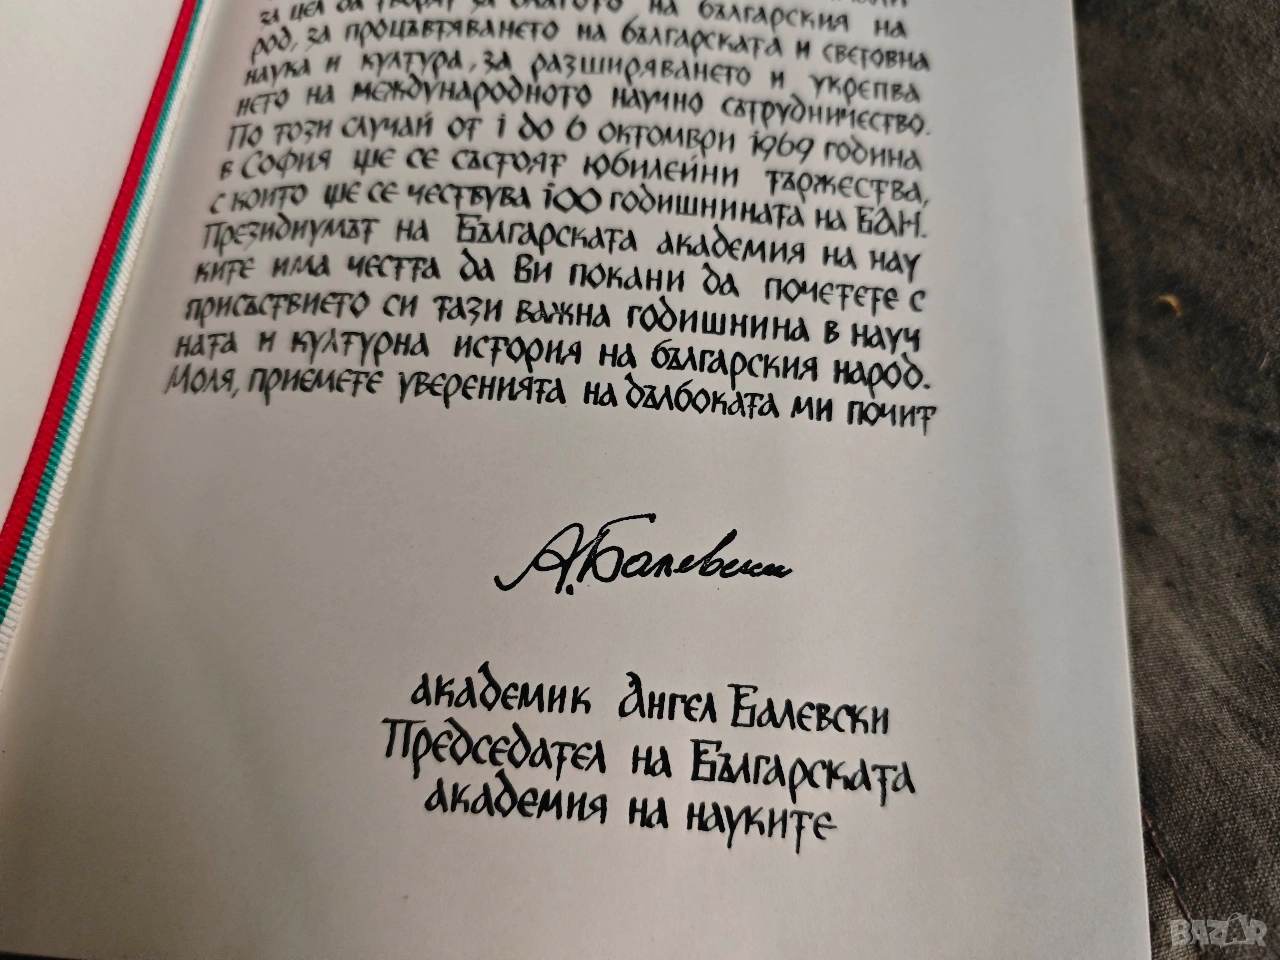 за цел да творят за благото на българския на
род, за процъвтяването на българската и световна
наука и култура, за разширяването и укрепва
нето на международното научно сътрудничество.
По този случай от 1 до 6 октомври 1969 година
в София ще се състоят юбилейни тържества,
с които ще се чествува 100 годишнината на БАН.
Президиумът на Българската академия на нау
ките има честта да Ви покани да почетете с
присъствието си тази важна годишнина в науч
ната и културна история на българския народ.
Моля, приемете уверенията на дълбоката ми почит
А. Балевски
академик Ангел Балевски
Председател на Българската
академия на науките
BAZAR